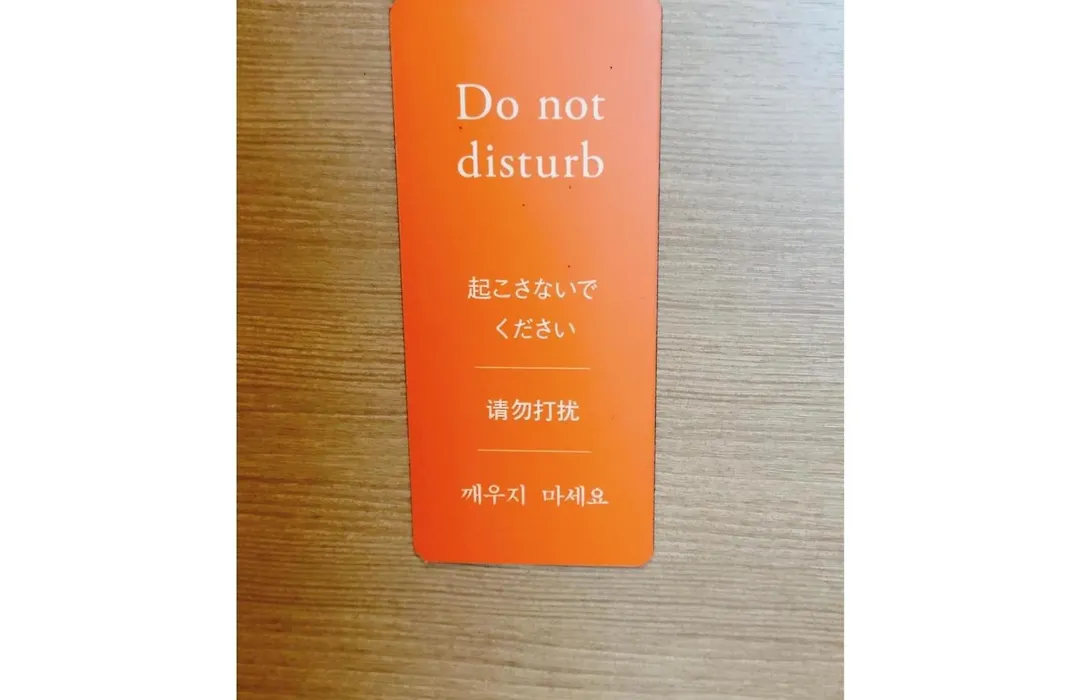 Do not
disturb
起こさないで
ください
请勿打扰
깨우지 마세요